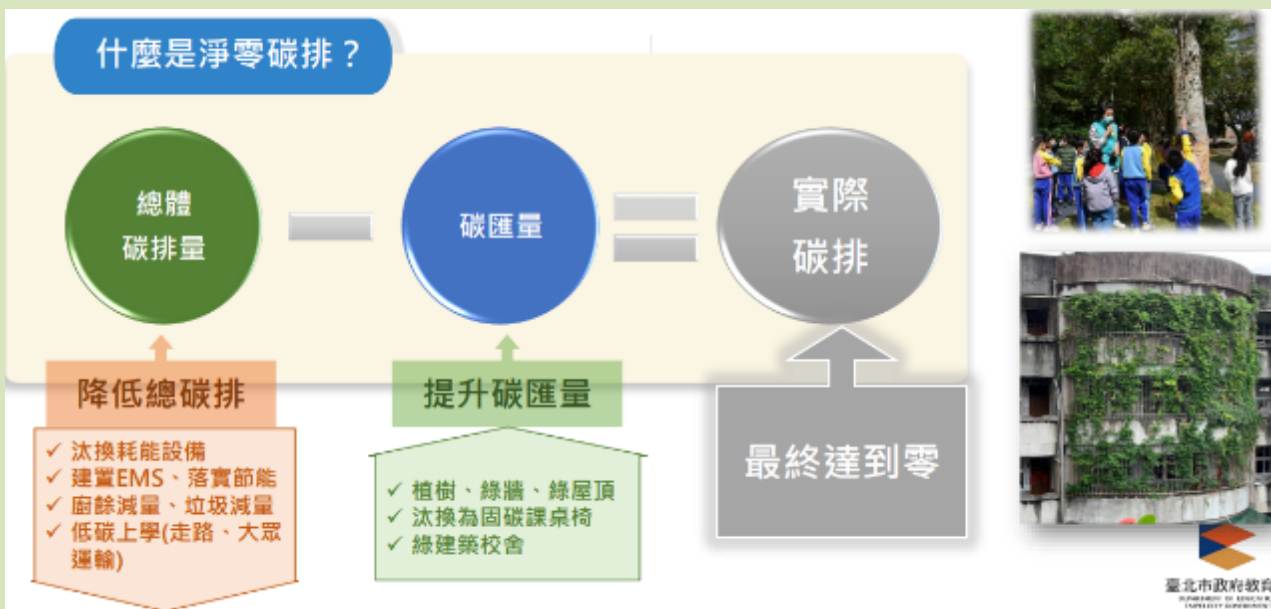 什麼是淨零碳排？
總體
碳排量
碳匯量
實際
碳排
降低總碳排
✓ 汰換耗能設備
✓ 建置EMS、落實節能
✓ 廚餘減量、垃圾減量
✓ 低碳上學(走路、大眾
運輸)
提升碳匯量
✓ 植樹、綠牆、綠屋頂
✓ 汰換為固碳課桌椅
✓ 綠建築校舍
最終達到零
臺北市政府教育